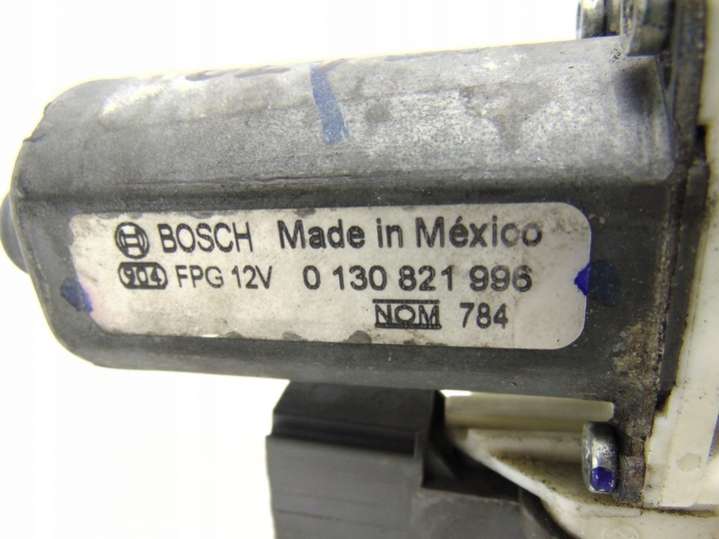 BOSCH Made in México
904 FPG 12V 0 130 821 996
NOM 784